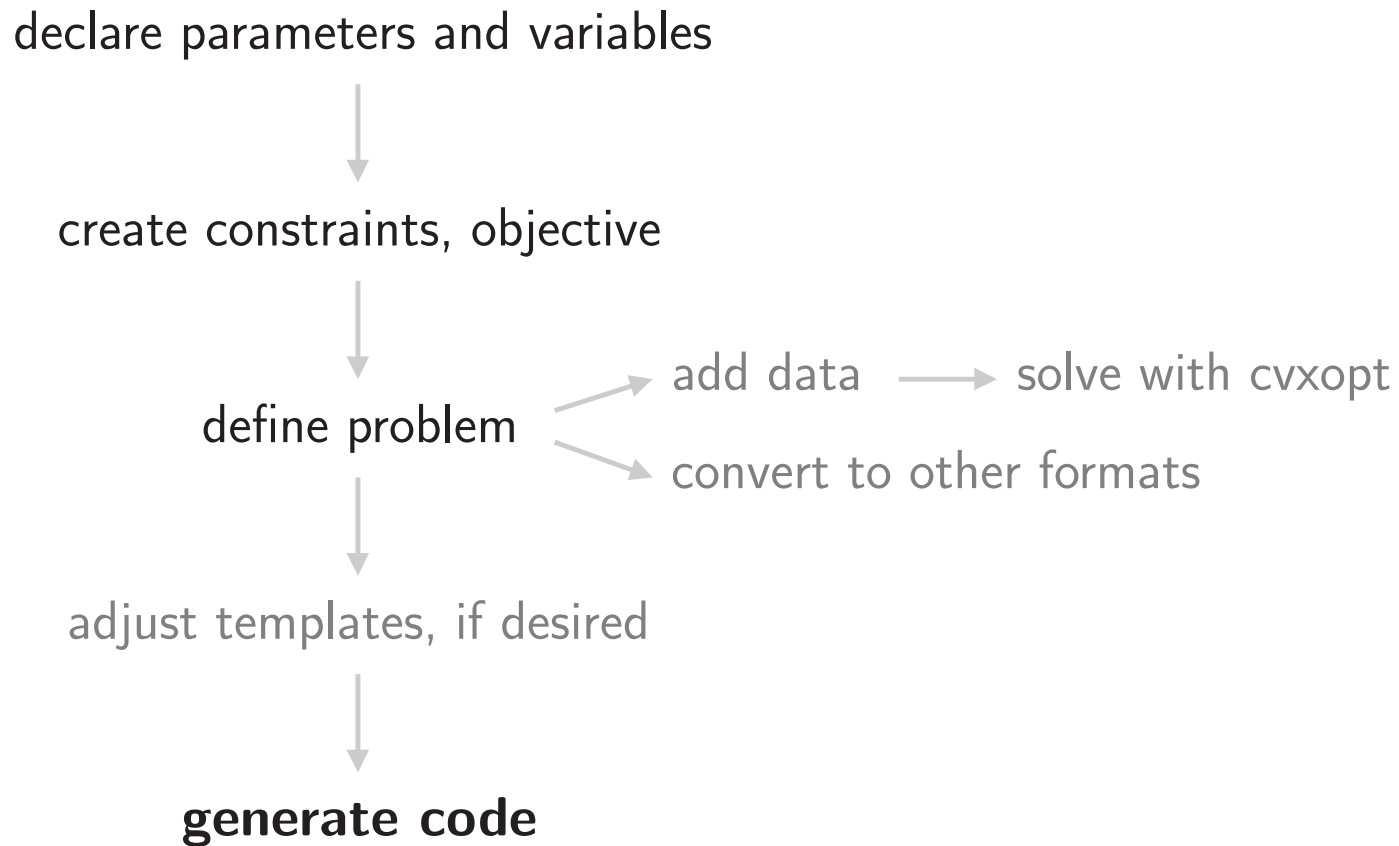 declare parameters and variables
create constraints, objective
define problem
add data
solve with cvxopt
convert to other formats
adjust templates, if desired
generate code